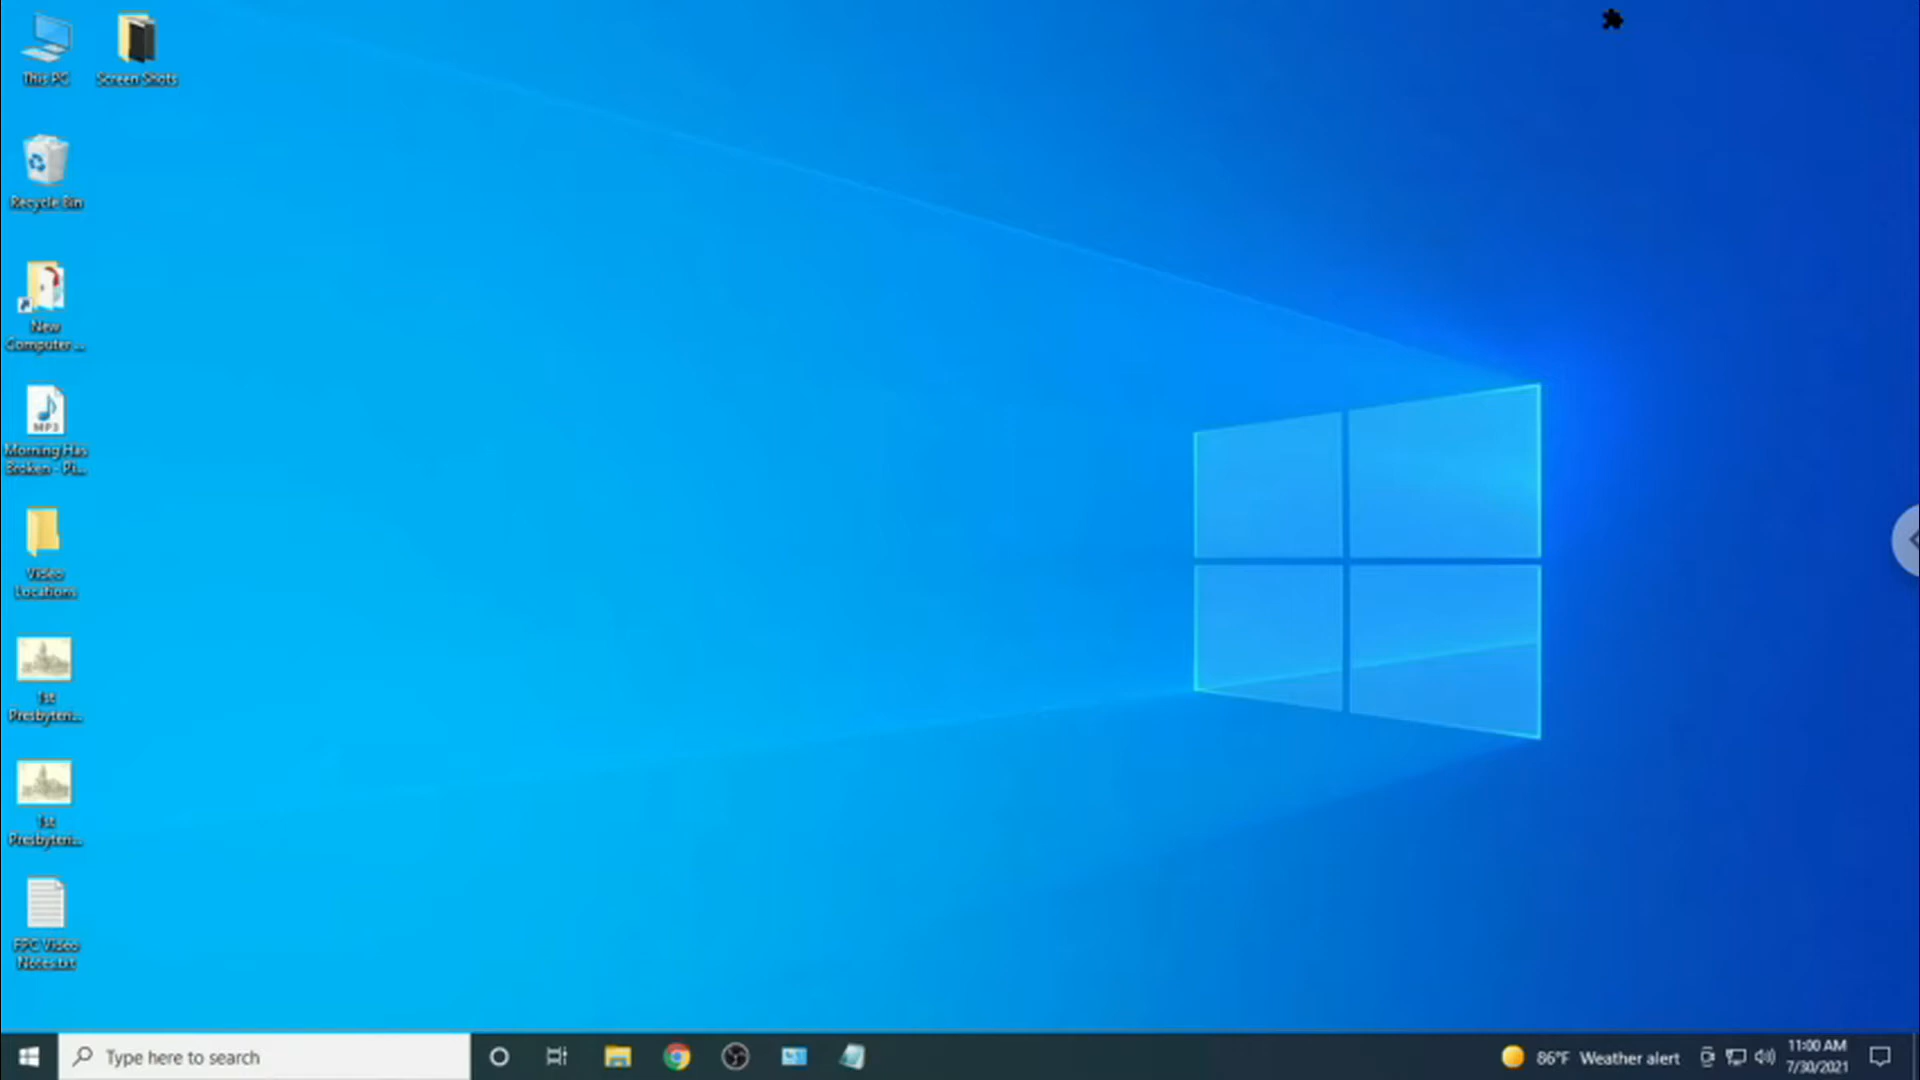 This PC
Screen Shots
Recycle Bin
New
Computer ...
MP3
Morning Has
Broken - Pi...
Video
Locations
1st
Presbyteri...
1st
Presbyteri...
FPC Video
Notes.txt
Type here to search
86°F Weather alert
11:00 AM
7/30/2021